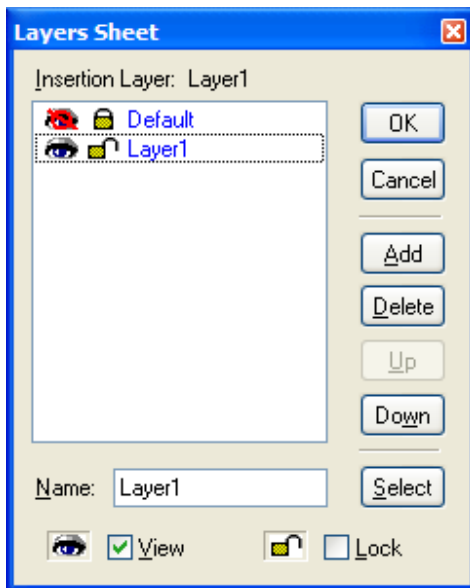 Layers Sheet
Insertion Layer: Layer1
Default
Layer1
OK
Cancel
Add
Delete
Up
Down
Name: Layer1
Select
View
Lock